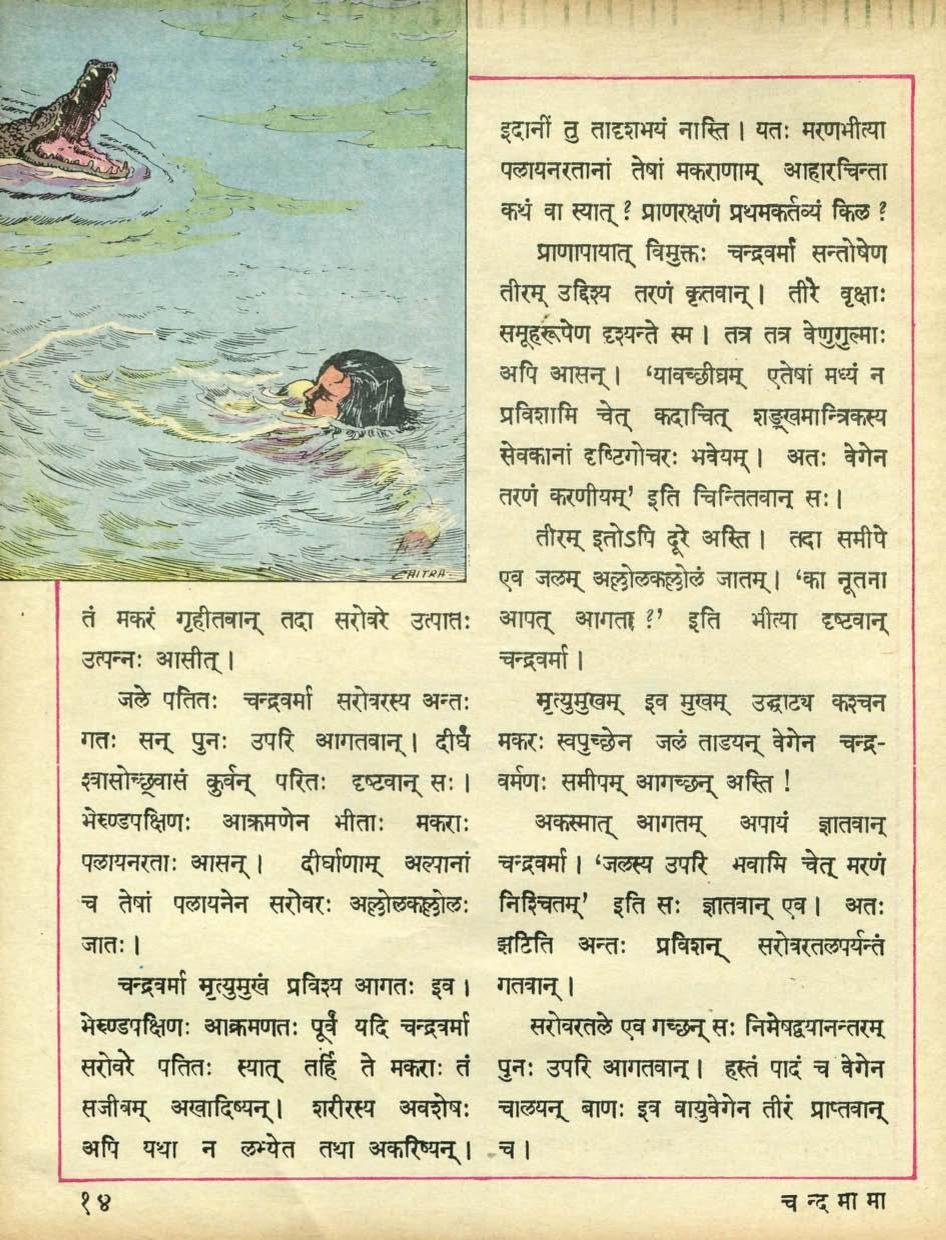 CHITRA
तं मकरं गृहीतवान् तदा सरोवरे उत्पातः
उत्पन्नः आसीत् ।
जले पतितः चन्द्रवर्मा सरोवरस्य अन्तः
गतः सन् पुनः उपरि आगतवान् । दीर्घं
श्वासोच्छ्वासं कुर्वन् परितः दृष्टवान् सः ।
भेरुण्डपक्षिणः आक्रमणेन भीताः मकराः
पलायनरताः आसन् । दीर्घाणाम् अल्पानां
च तेषां पलायनेन सरोवरः अल्लोलकल्लोलः
जातः ।
चन्द्रवर्मा मृत्युमुखं प्रविश्य आगतः इव ।
भेरुण्डपक्षिणः आक्रमणतः पूर्वं यदि चन्द्रवर्मा
सरोवरे पतितः स्यात् तर्हि ते मकराः तं
सजीवम् अखादिष्यन् । शरीरस्य अवशेषः
अपि यथा न लभ्येत तथा अकरिष्यन् ।
इदानीं तु तादृशभयं नास्ति । यतः मरणभीत्या
पलायनरतानां तेषां मकराणाम् आहारचिन्ता
कथं वा स्यात् ? प्राणरक्षणं प्रथमकर्तव्यं किल ?
प्राणापायात् विमुक्तः चन्द्रवर्मा सन्तोषेण
तीरम् उद्दिश्य तरणं कृतवान् । तीरे वृक्षाः
समूहरूपेण दृश्यन्ते स्म । तत्र तत्र वेणुगुल्माः
अपि आसन् । ‘यावच्छीघ्रम् एतेषां मध्यं न
प्रविशामि चेत् कदाचित् शङ्खमान्त्रिकस्य
सेवकानां दृष्टिगोचरः भवेयम् । अतः वेगेन
तरणं करणीयम्’ इति चिन्तितवान् सः ।
तीरम् इतोऽपि दूरे अस्ति । तदा समीपे
एव जलम् अल्लोलकल्लोलं जातम् । ‘का नूतना
आपत् आगता ?’ इति भीत्या दृष्टवान्
चन्द्रवर्मा ।
मृत्युमुखम् इव मुखम् उद्घाट्य कश्चन
मकरः स्वपुच्छेन जलं ताडयन् वेगेन चन्द्र-
वर्मणः समीपम् आगच्छन् अस्ति !
अकस्मात् आगतम् अपायं ज्ञातवान्
चन्द्रवर्मा । ‘जलस्य उपरि भवामि चेत् मरणं
निश्चितम्’ इति सः ज्ञातवान् एव । अतः
झटिति अन्तः प्रविशन् सरोवरतलपर्यन्तं
गतवान् ।
सरोवरतले एव गच्छन् सः निमेषद्वयानन्तरम्
पुनः उपरि आगतवान् । हस्तं पादं च वेगेन
चालयन् बाणः इव वायुवेगेन तीरं प्राप्तवान्
च ।
१४
चन्दमामा